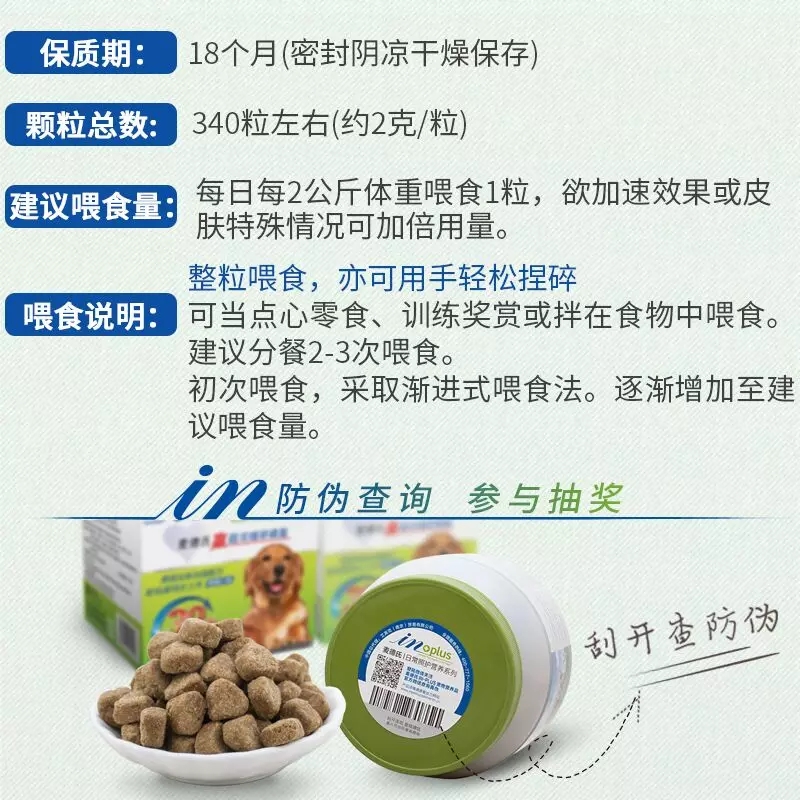 保质期:
18个月(密封阴凉干燥保存)
颗粒总数:
340粒左右(约2克/粒)
建议喂食量:
每日每2公斤体重喂食1粒，欲加速效果或皮
肤特殊情况可加倍用量。
喂食说明:
整粒喂食，亦可用手轻松捏碎
可当点心零食、训练奖赏或拌在食物中喂食。
建议分餐2-3次喂食。
初次喂食，采取渐进式喂食法。逐渐增加至建
议喂食量。
in 防伪查询 参与抽奖
麦德氏
in plus
麦德氏 | 日常照护营养系列
刮开查防伪